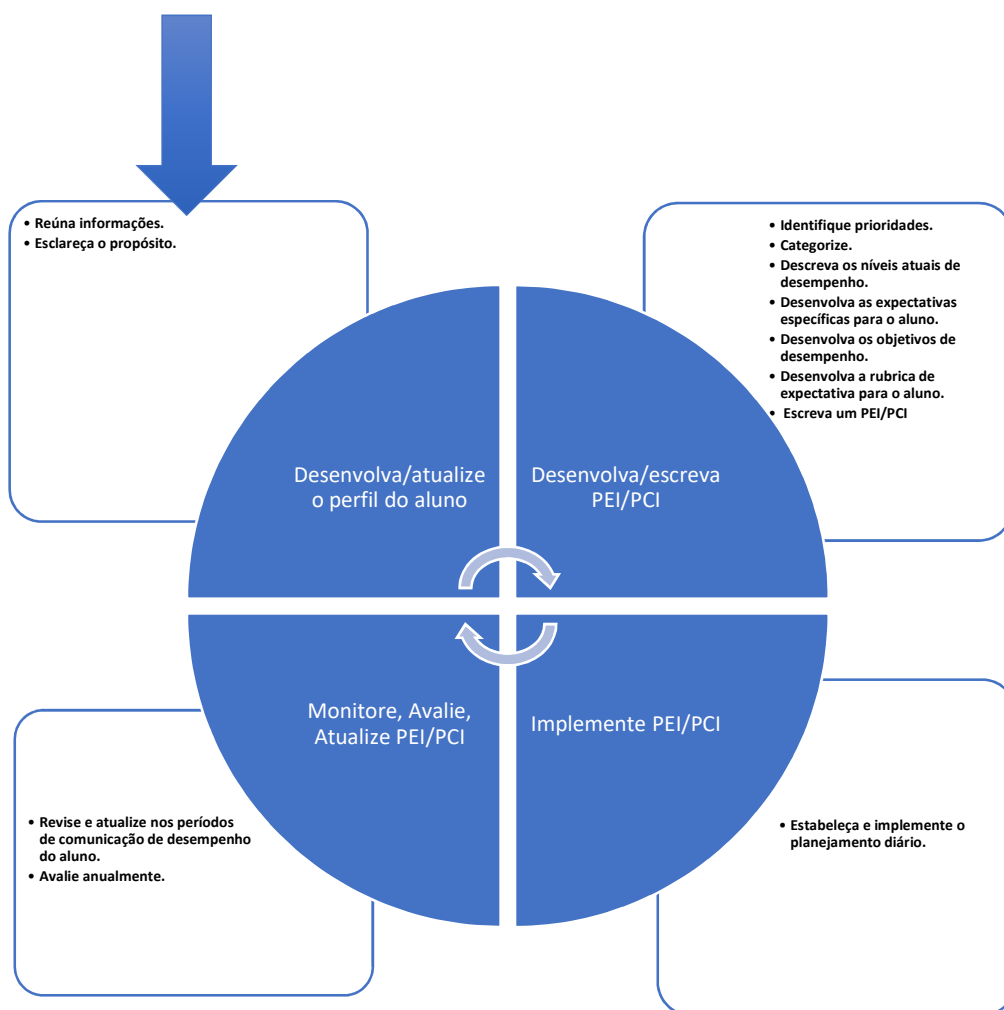 • Reúna informações.
• Esclareça o propósito.
• Identifique prioridades.
• Categorize.
• Descreva os níveis atuais de
desempenho.
• Desenvolva as expectativas
específicas para o aluno.
• Desenvolva os objetivos de
desempenho.
• Desenvolva a rubrica de
expectativa para o aluno.
• Escreva um PEI/PCI
Desenvolva/atualize
o perfil do aluno
Desenvolva/escreva
PEI/PCI
Monitore, Avalie,
Atualize PEI/PCI
Implemente PEI/PCI
• Revise e atualize nos períodos
de comunicação de desempenho
do aluno.
• Avalie anualmente.
• Estabeleça e implemente o
planejamento diário.